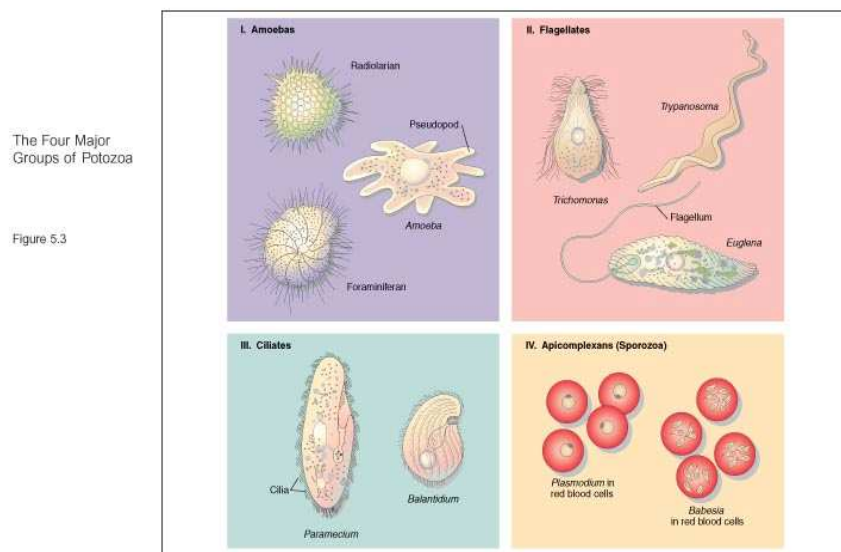 The Four Major
Groups of Potozoa
Figure 5.3
I. Amoebas
Radiolarian
Pseudopod
Amoeba
Foraminiferan
II. Flagellates
Trypanosoma
Trichomonas
Flagellum
Euglena
III. Ciliates
Cilia
Paramecium
Balantidium
IV. Apicomplexans (Sporozoa)
Plasmodium in
red blood cells
Babesia
in red blood cells